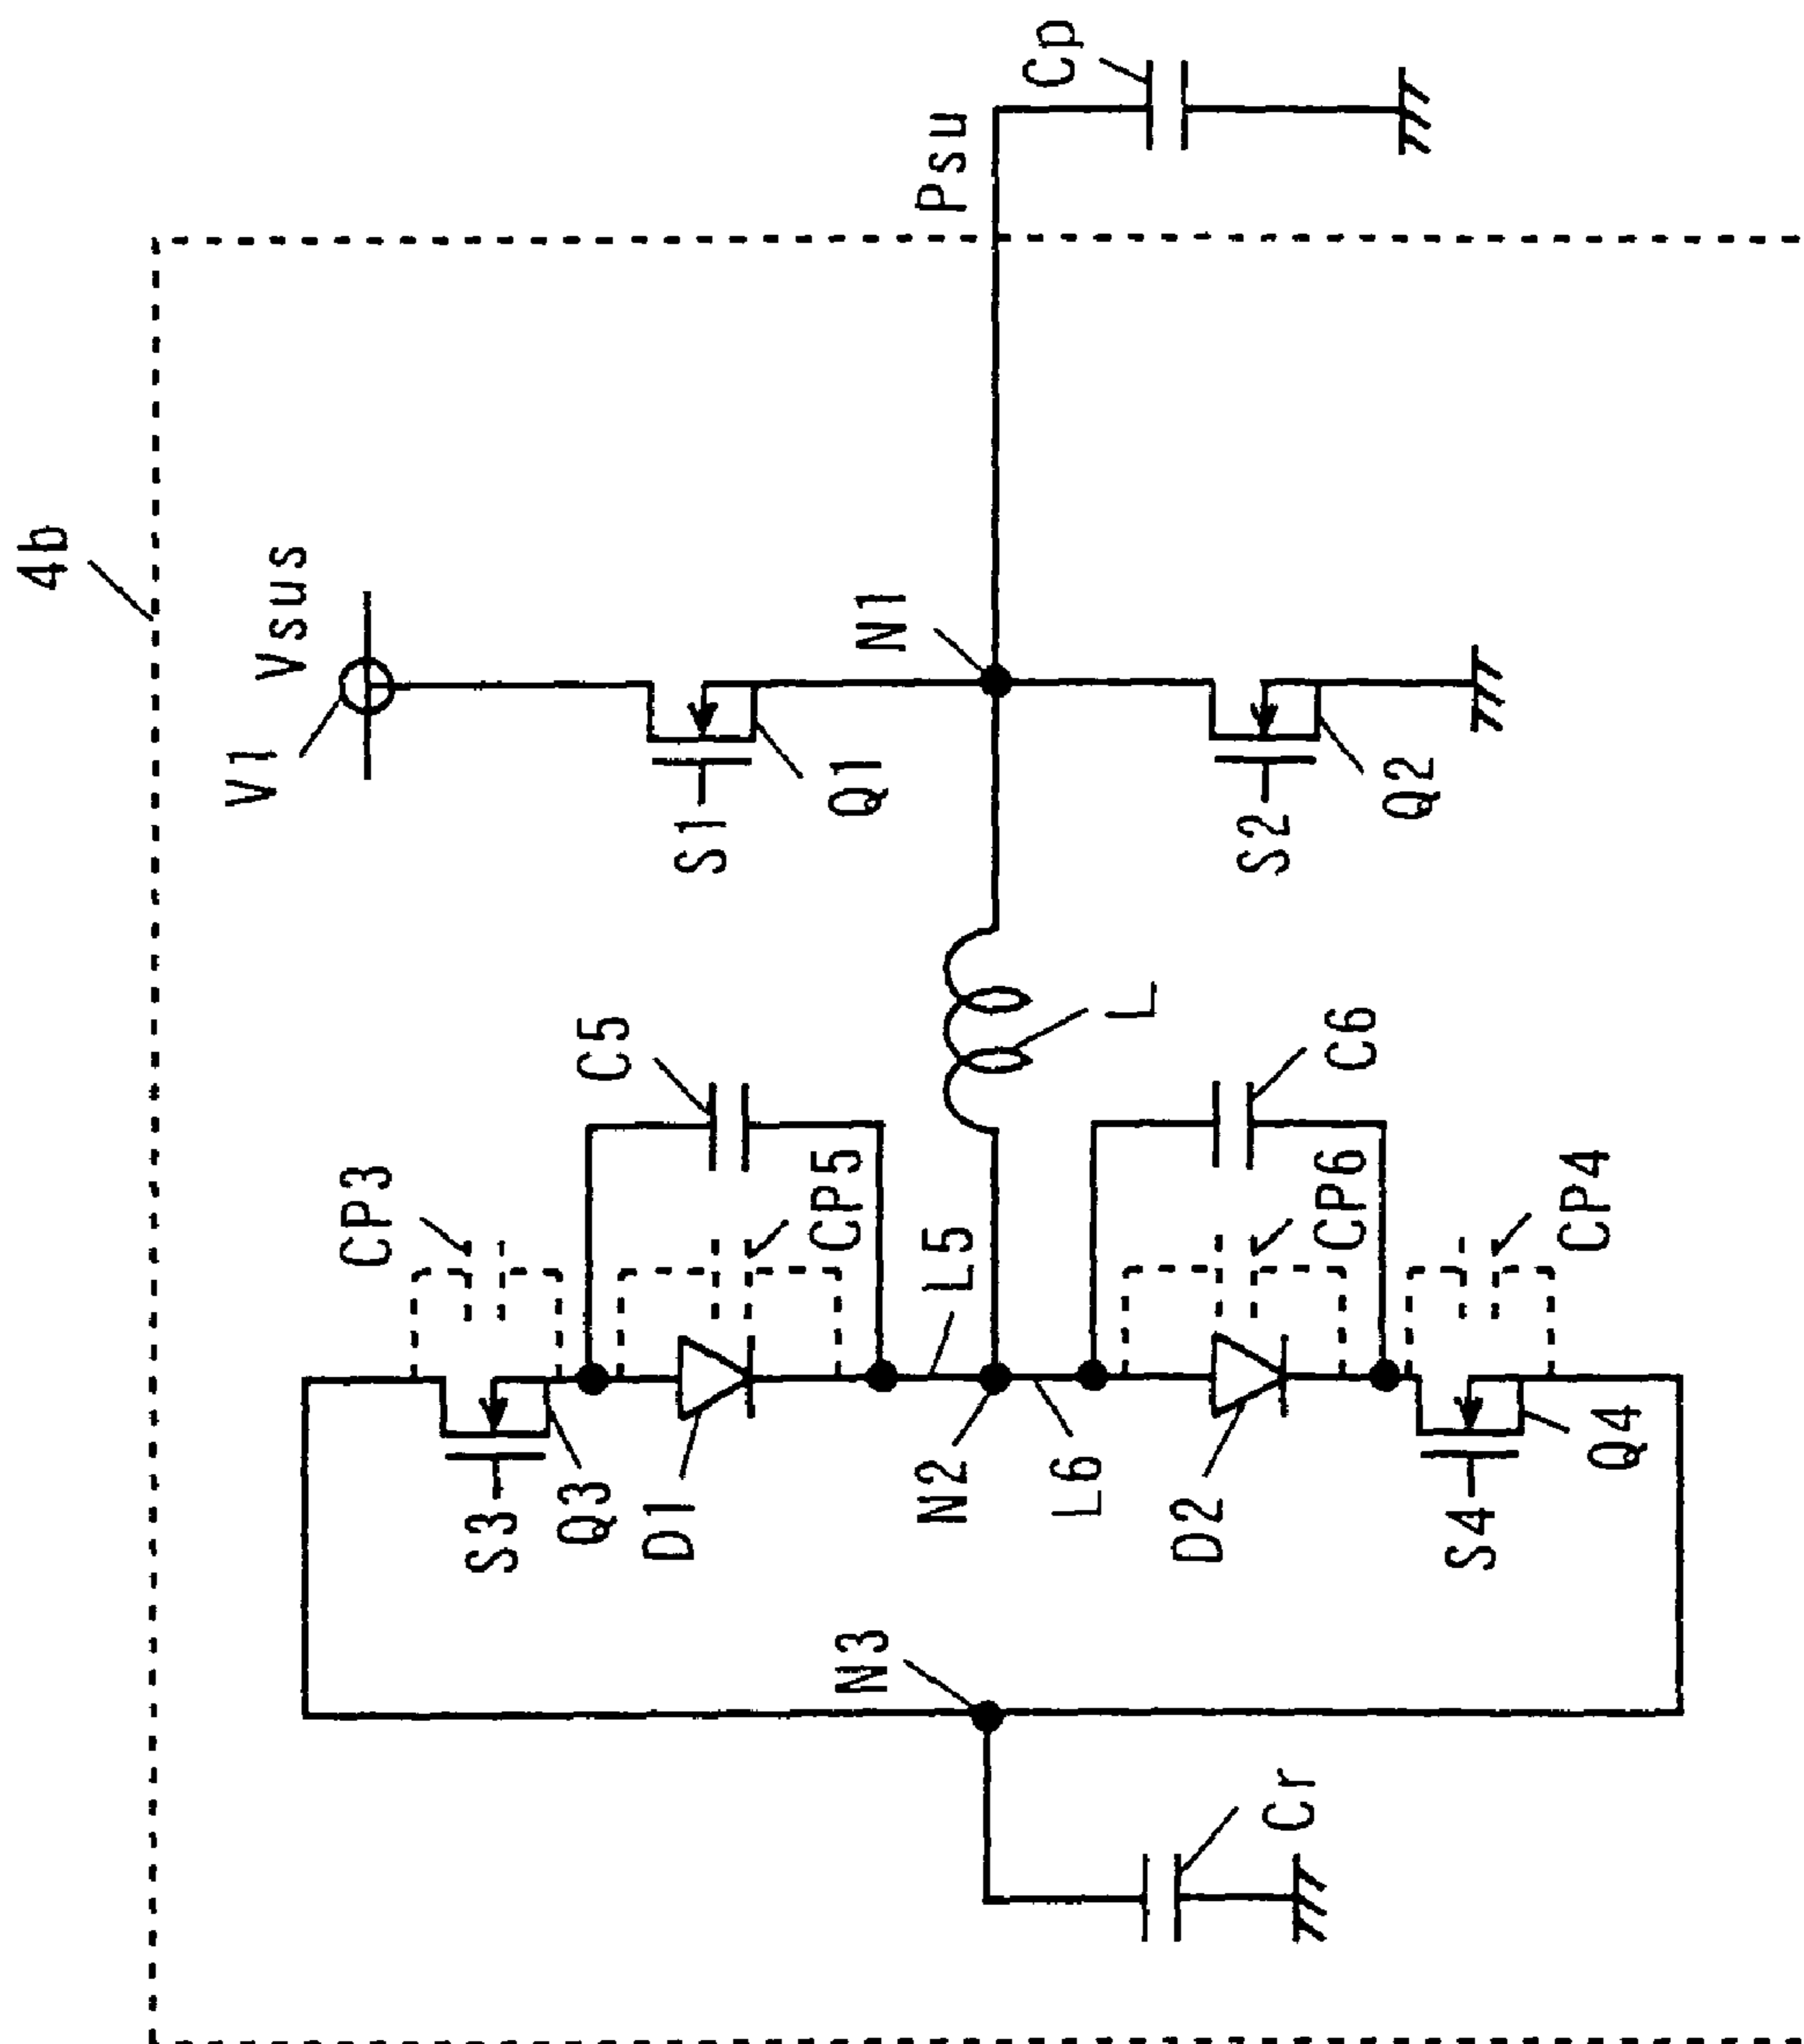 4b
V1
Vsus
Psu
Cp
S1
Q1
N1
S2
Q2
CP3
C5
S3
Q3
D1
CP5
L5
L
N2
L6
N3
C6
CP6
D2
CP4
S4
Q4
Cr